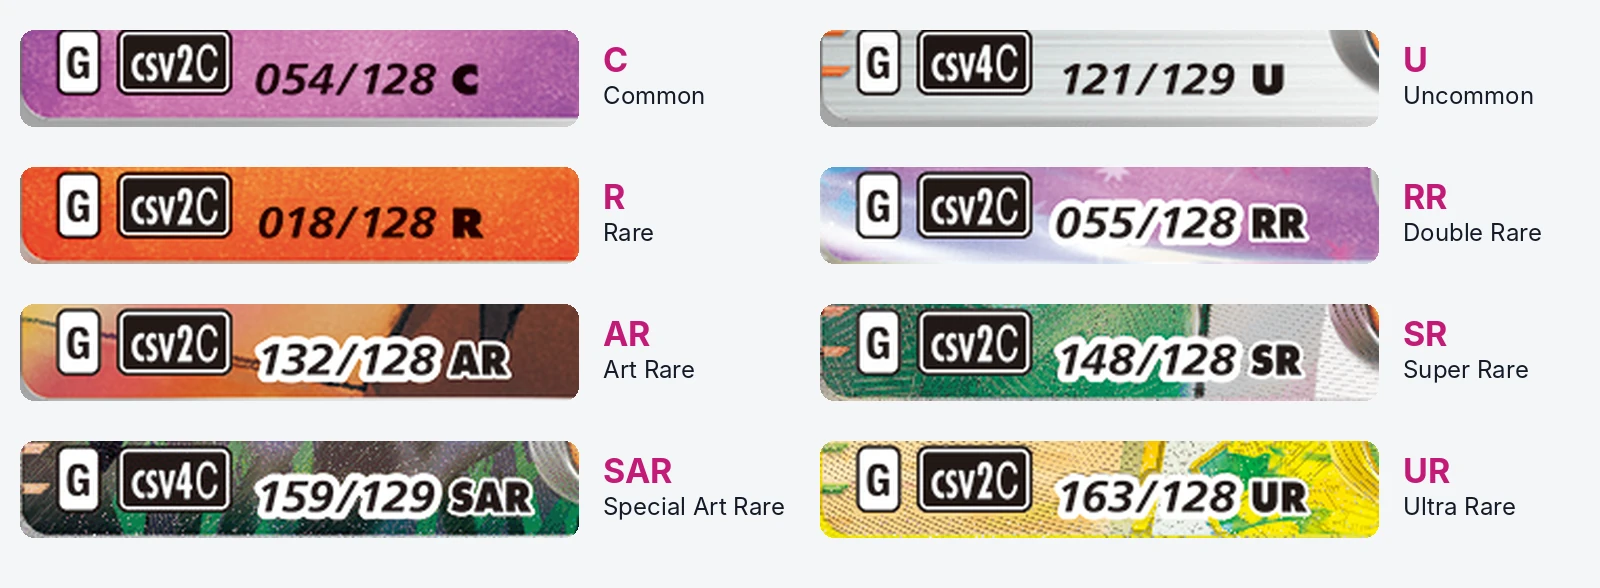 G csv2C 054/128 C
C
Common
G csv4C 121/129 U
U
Uncommon
G csv2C 018/128 R
R
Rare
G csv2C 055/128 RR
RR
Double Rare
G csv2C 132/128 AR
AR
Art Rare
G csv2C 148/128 SR
SR
Super Rare
G csv4C 159/129 SAR
SAR
Special Art Rare
G csv2C 163/128 UR
UR
Ultra Rare